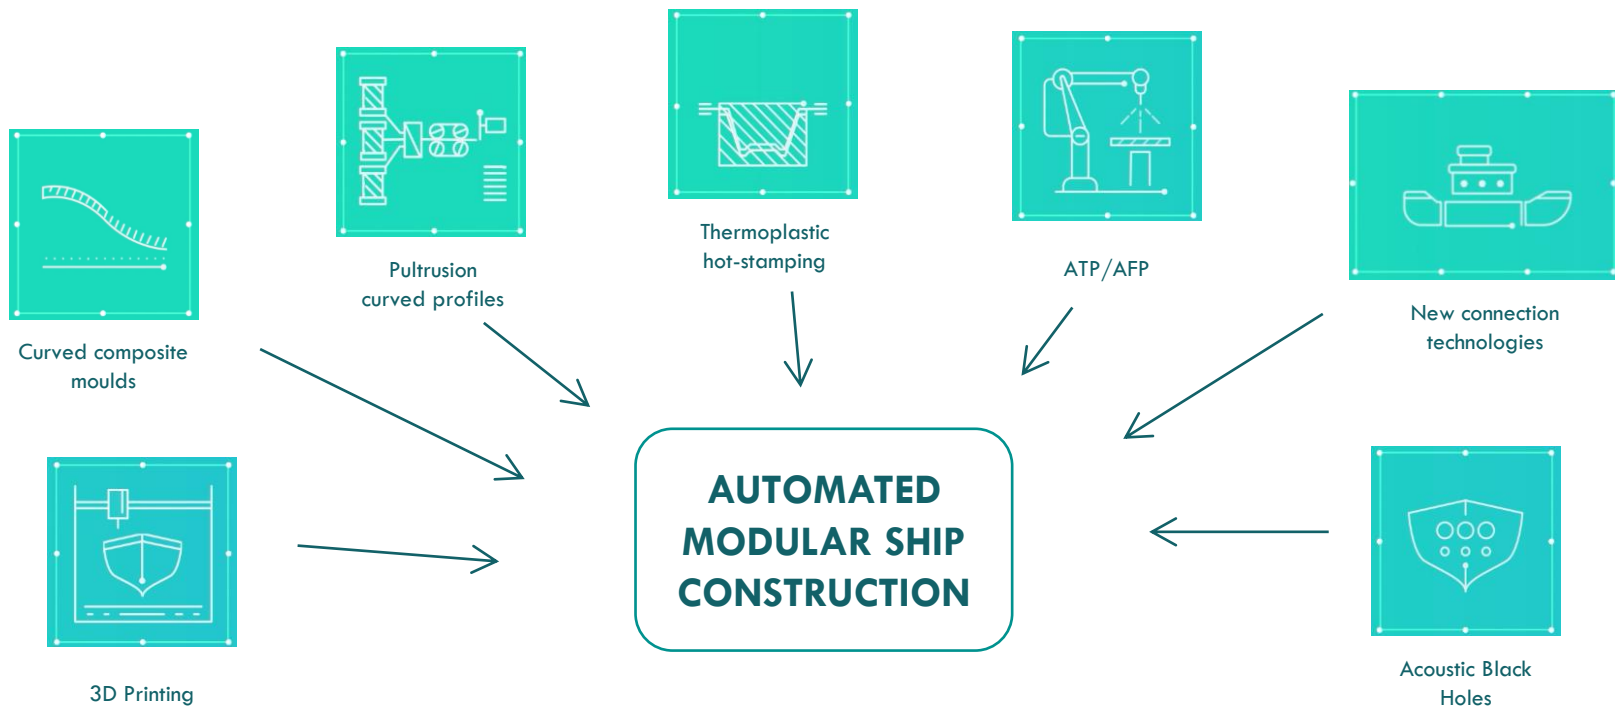 Thermoplastic
hot-stamping
Pultrusion
curved profiles
ATP/AFP
New connection
technologies
Curved composite
moulds
AUTOMATED
MODULAR SHIP
CONSTRUCTION
3D Printing
Acoustic Black
Holes